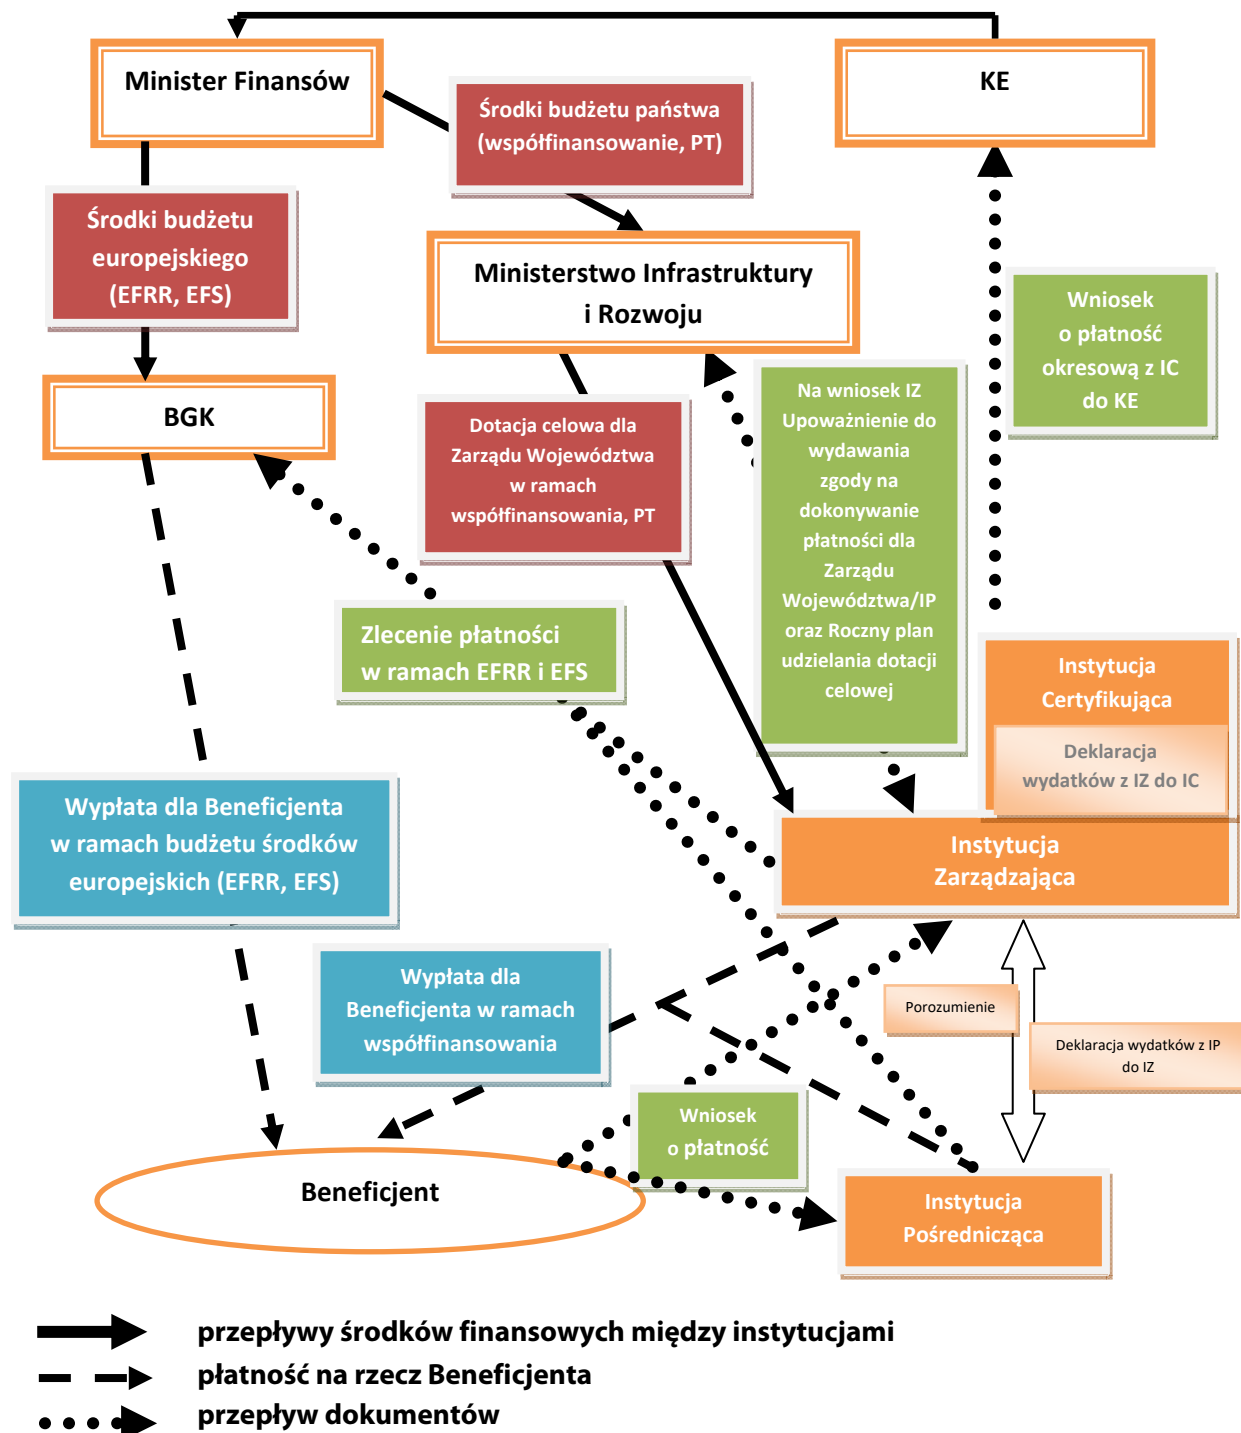 Minister Finansów
KE
Środki budżetu państwa
(współfinansowanie, PT)
Środki budżetu
europejskiego
(EFRR, EFS)
Ministerstwo Infrastruktury
i Rozwoju
Wniosek
o płatność
okresową z IC
do KE
BGK
Dotacja celowa dla
Zarządu Województwa
w ramach
współfinansowania, PT
Na wniosek IZ
Upoważnienie do
wydawania
zgody na
dokonywanie
płatności dla
Zarządu
Województwa/IP
oraz Roczny plan
udzielania dotacji
celowej
Zlecenie płatności
w ramach EFRR i EFS
Instytucja
Certyfikująca
Deklaracja
wydatków z IZ do IC
Wypłata dla Beneficjenta
w ramach budżetu środków
europejskich (EFRR, EFS)
Instytucja
Zarządzająca
Wypłata dla
Beneficjenta w ramach
współfinansowania
Porozumienie
Deklaracja wydatków z IP
do IZ
Wniosek
o płatność
Beneficjent
Instytucja
Pośrednicząca
przepływy środków finansowych między instytucjami
płatność na rzecz Beneficjenta
przepływ dokumentów